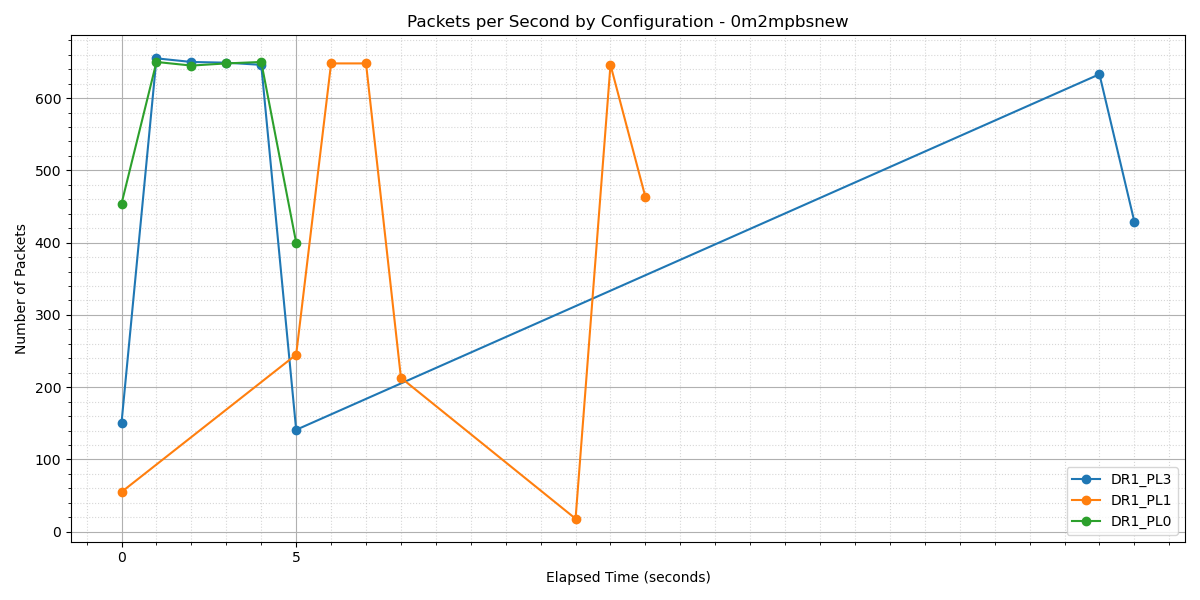 Packets per Second by Configuration - 0m2mpbsnew
Number of Packets
600
500
400
300
200
100
0
0 5
Elapsed Time (seconds)
DR1_PL3
DR1_PL1
DR1_PL0